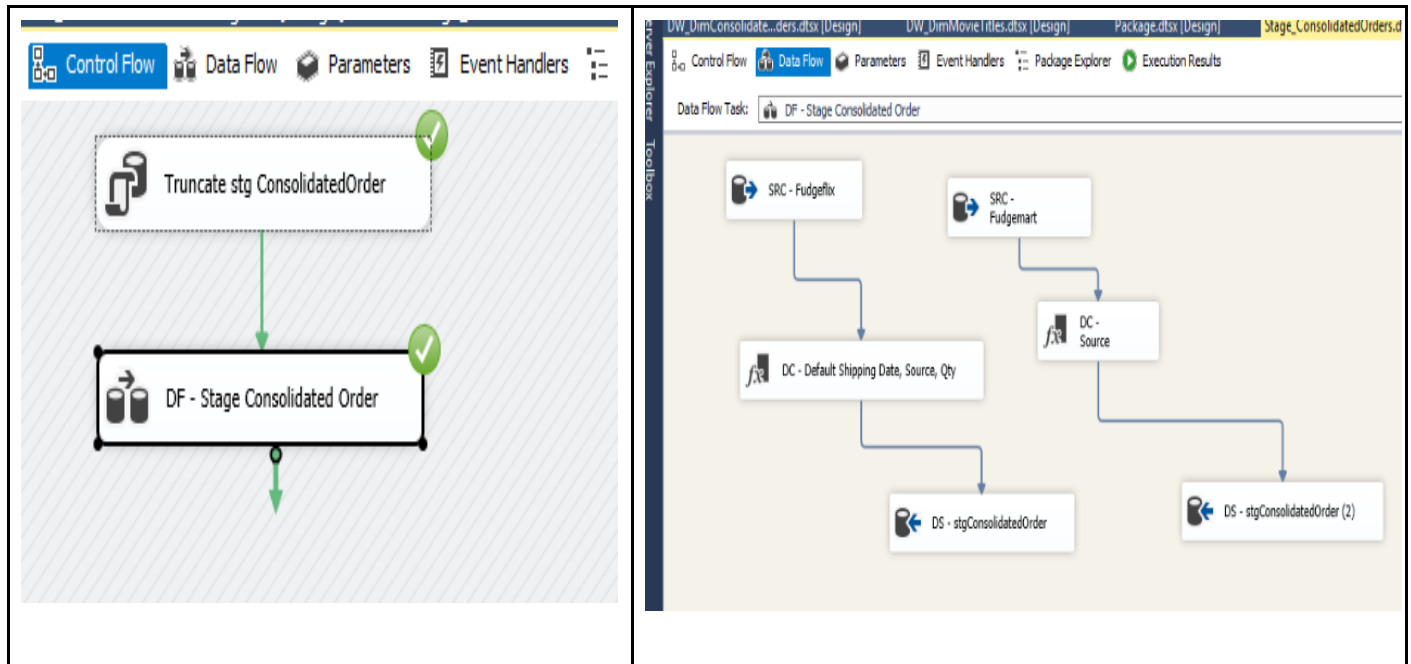 Control Flow Data Flow Parameters Event Handlers
Truncate stg ConsolidatedOrder
DF - Stage Consolidated Order
DW_DimConsolidate...ders.dtsx [Design] DW_DimMovieTitles.dtsx [Design] Package.dtsx [Design] Stage_ConsolidatedOrders.d
Control Flow Data Flow Parameters Event Handlers Package Explorer Execution Results
Data Flow Task: DF - Stage Consolidated Order
erver Explorer Toolbox
SRC - Fudgeflix
SRC -
Fudgemart
DC -
Source
DC - Default Shipping Date, Source, Qty
DS - stgConsolidatedOrder
DS - stgConsolidatedOrder (2)